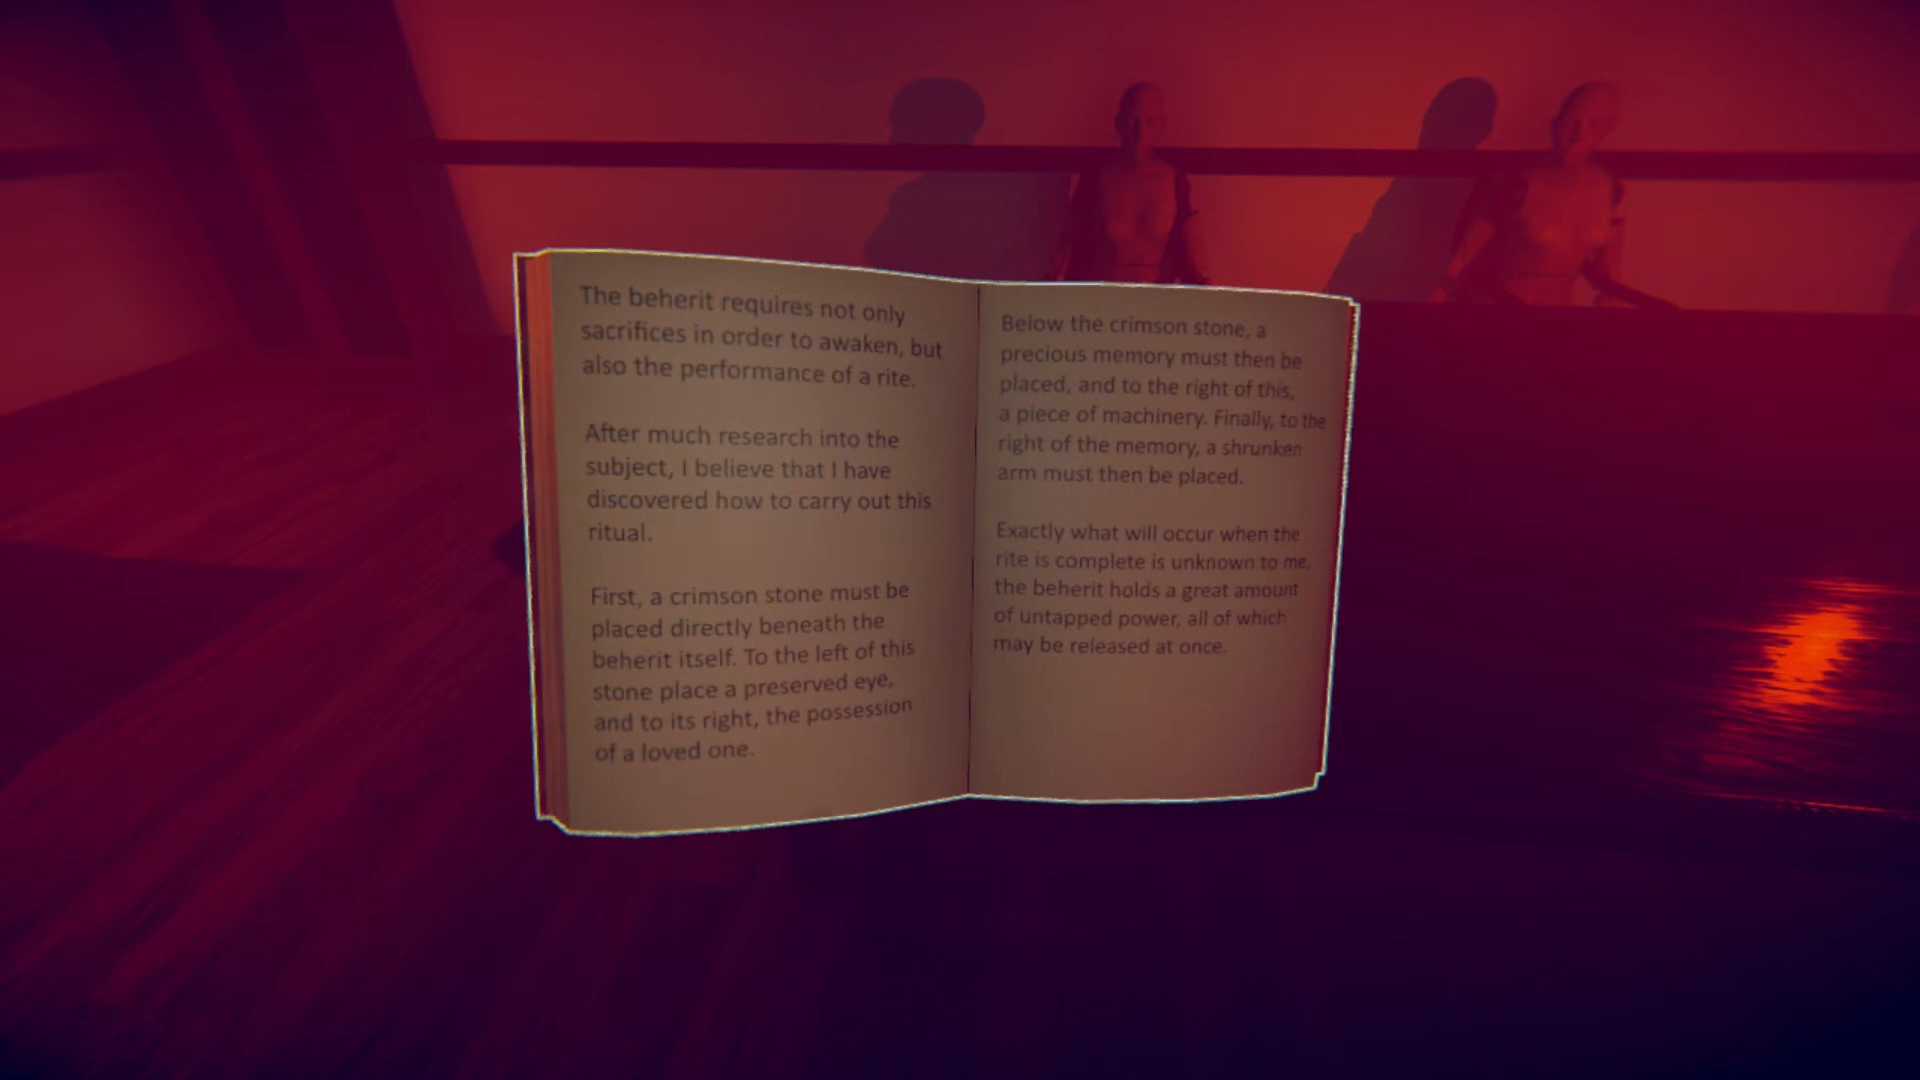 The beherit requires not only
sacrifices in order to awaken, but
also the performance of a rite.
After much research into the
subject, I believe that I have
discovered how to carry out this
ritual.
First, a crimson stone must be
placed directly beneath the
beherit itself. To the left of this
stone place a preserved eye,
and to its right, the possession
of a loved one.
Below the crimson stone, a
precious memory must then be
placed, and to the right of this,
a piece of machinery. Finally, to the
right of the memory, a shrunken
arm must then be placed.
Exactly what will occur when the
rite is complete is unknown to me,
the beherit holds a great amount
of untapped power, all of which
may be released at once.